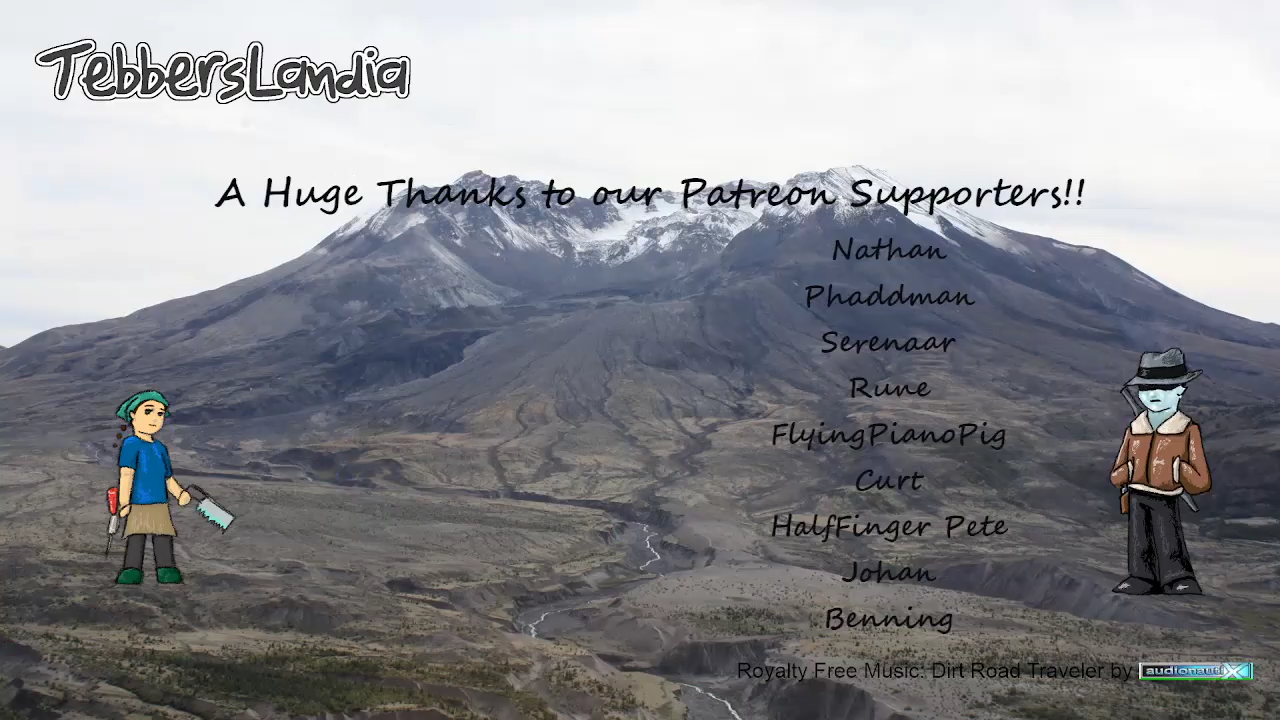 TebbersLandia
A Huge Thanks to our Patreon Supporters!!
Nathan
Phaddman
Serenaar
Rune
FlyingPianoPig
Curt
HalfFinger Pete
Johan
Benning
Royalty Free Music: Dirt Road Traveler by audionautiX